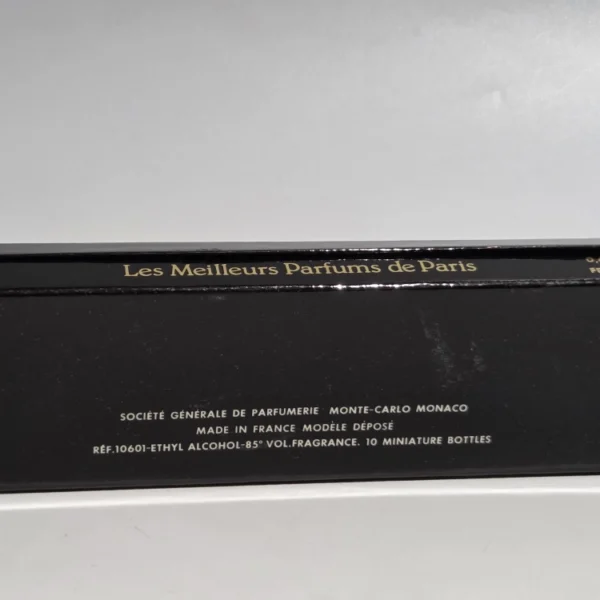 Les Meilleurs Parfums de Paris
SOCIÉTÉ GÉNÉRALE DE PARFUMERIE MONTE-CARLO MONACO
MADE IN FRANCE MODÈLE DÉPOSÉ
RÉF.10601-ETHYL ALCOHOL-85° VOL.FRAGRANCE. 10 MINIATURE BOTTLES